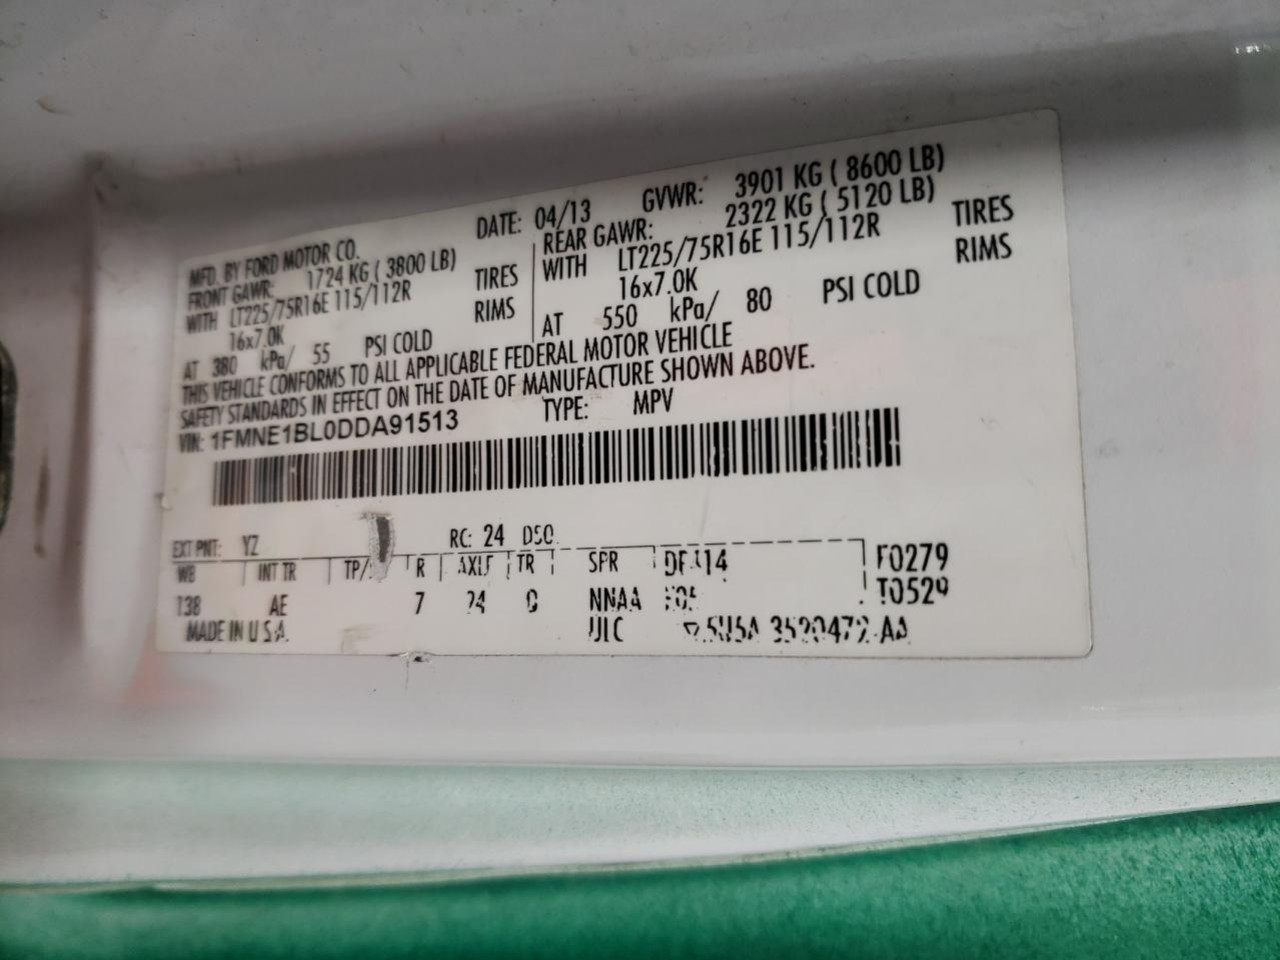 MFD. BY FORD MOTOR CO.
DATE: 04/13 GVWR: 3901 KG ( 8600 LB)
FRONT GAWR: 1724 KG ( 3800 LB)
WITH LT225/75R16E 115/112R TIRES
16x7.0K RIMS
AT 380 kPa/ 55 PSI COLD
REAR GAWR: 2322 KG ( 5120 LB)
WITH LT225/75R16E 115/112R TIRES
16x7.0K RIMS
AT 550 kPa/ 80 PSI COLD
THIS VEHICLE CONFORMS TO ALL APPLICABLE FEDERAL MOTOR VEHICLE
SAFETY STANDARDS IN EFFECT ON THE DATE OF MANUFACTURE SHOWN ABOVE.
VIN: 1FMNE1BL0DDA91513 TYPE: MPV
EXT PNT: YZ RC: 24 DSO
WB INT TR TP/ R AXLE TR SPR F0279
138 AE 7 24 NNAA T0529
MADE IN U.S.A. ULC